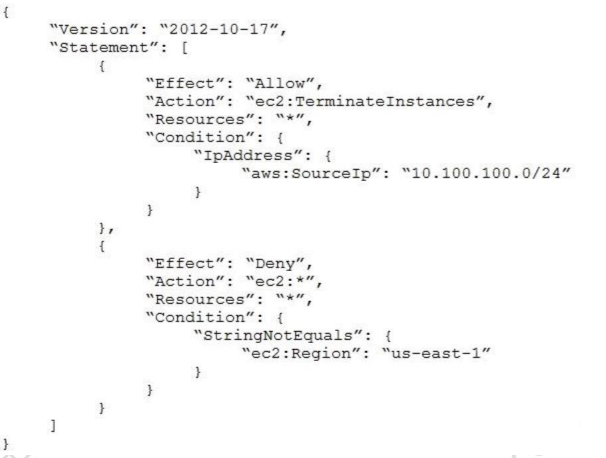 {
"Version": "2012-10-17",
"Statement": [
{
"Effect": "Allow",
"Action": "ec2:TerminateInstances",
"Resources": "*",
"Condition": {
"IpAddress": {
"aws:SourceIp": "10.100.100.0/24"
}
}
},
{
"Effect": "Deny",
"Action": "ec2:*",
"Resources": "*",
"Condition": {
"StringNotEquals": {
"ec2:Region": "us-east-1"
}
}
}
]
}